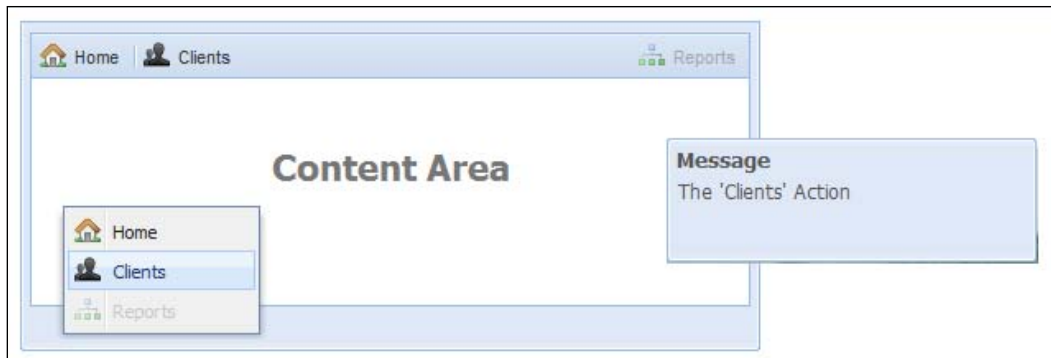 Home Clients Reports
Content Area
Message
The 'Clients' Action
Home
Clients
Reports